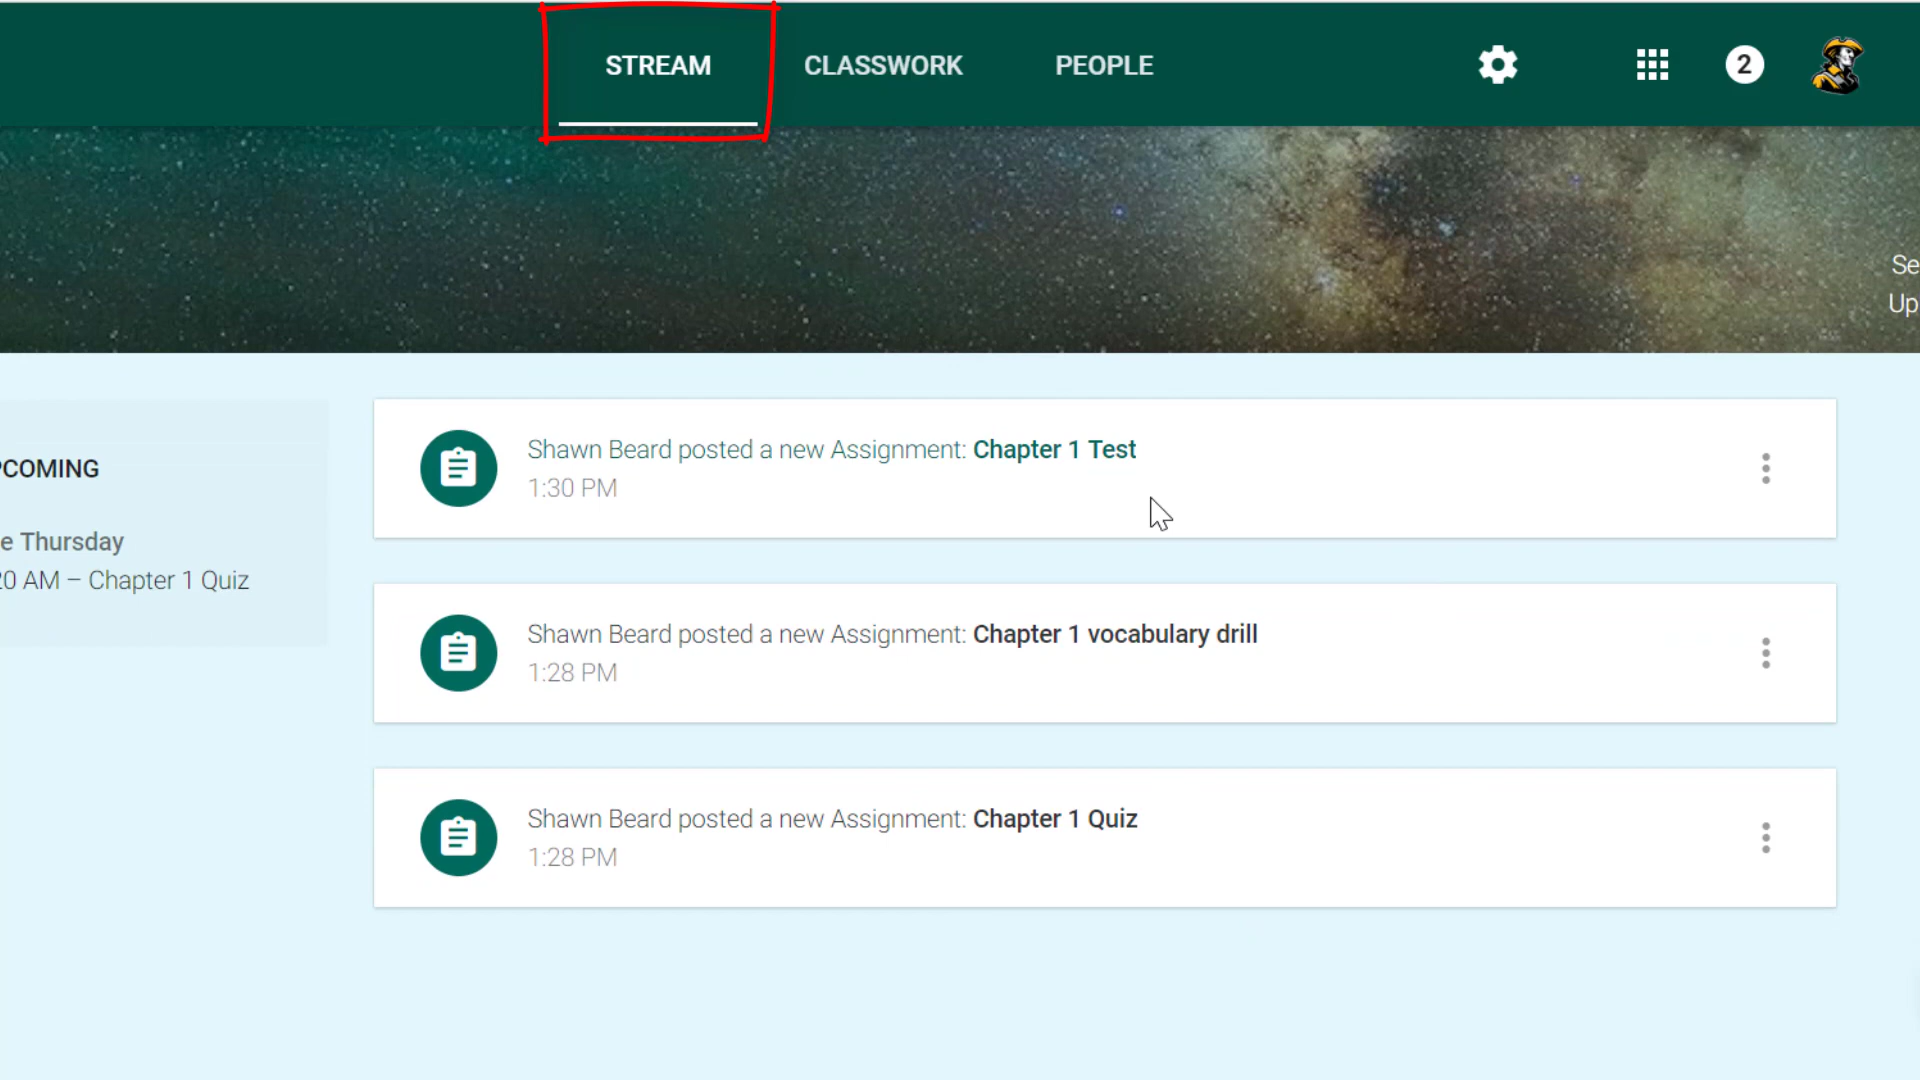 STREAM CLASSWORK PEOPLE 2
Se
Up
PCOMING
e Thursday
20 AM – Chapter 1 Quiz
Shawn Beard posted a new Assignment: Chapter 1 Test
1:30 PM
Shawn Beard posted a new Assignment: Chapter 1 vocabulary drill
1:28 PM
Shawn Beard posted a new Assignment: Chapter 1 Quiz
1:28 PM